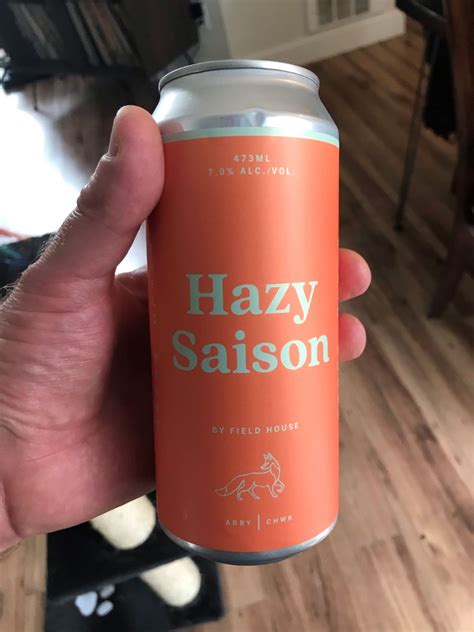 473ML
7.0% ALC./VOL.
Hazy
Saison
BY FIELD HOUSE
ABBY | CHWK